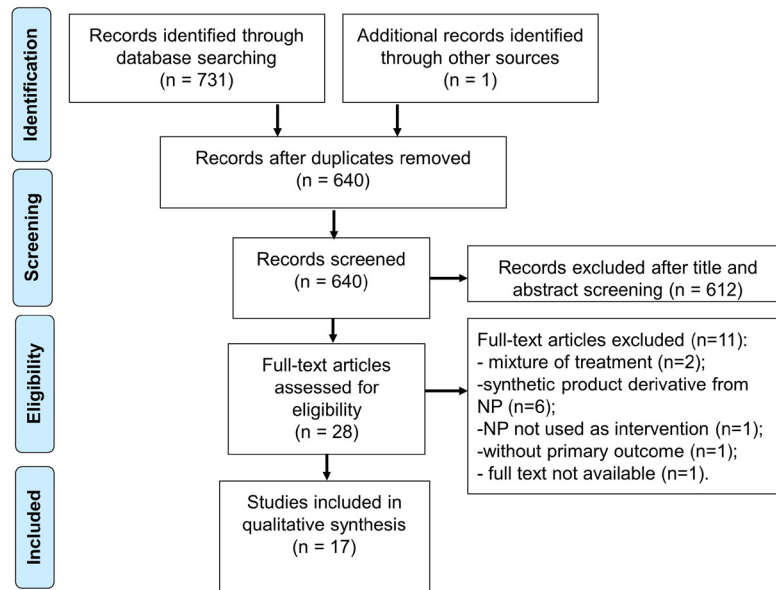 Identification
Records identified through
database searching
(n = 731)
Additional records identified
through other sources
(n = 1)
Records after duplicates removed
(n = 640)
Screening
Records screened
(n = 640)
Records excluded after title and
abstract screening (n = 612)
Eligibility
Full-text articles
assessed for
eligibility
(n = 28)
Full-text articles excluded (n=11):
- mixture of treatment (n=2);
-synthetic product derivative from
NP (n=6);
-NP not used as intervention (n=1);
-without primary outcome (n=1);
- full text not available (n=1).
Included
Studies included in
qualitative synthesis
(n = 17)